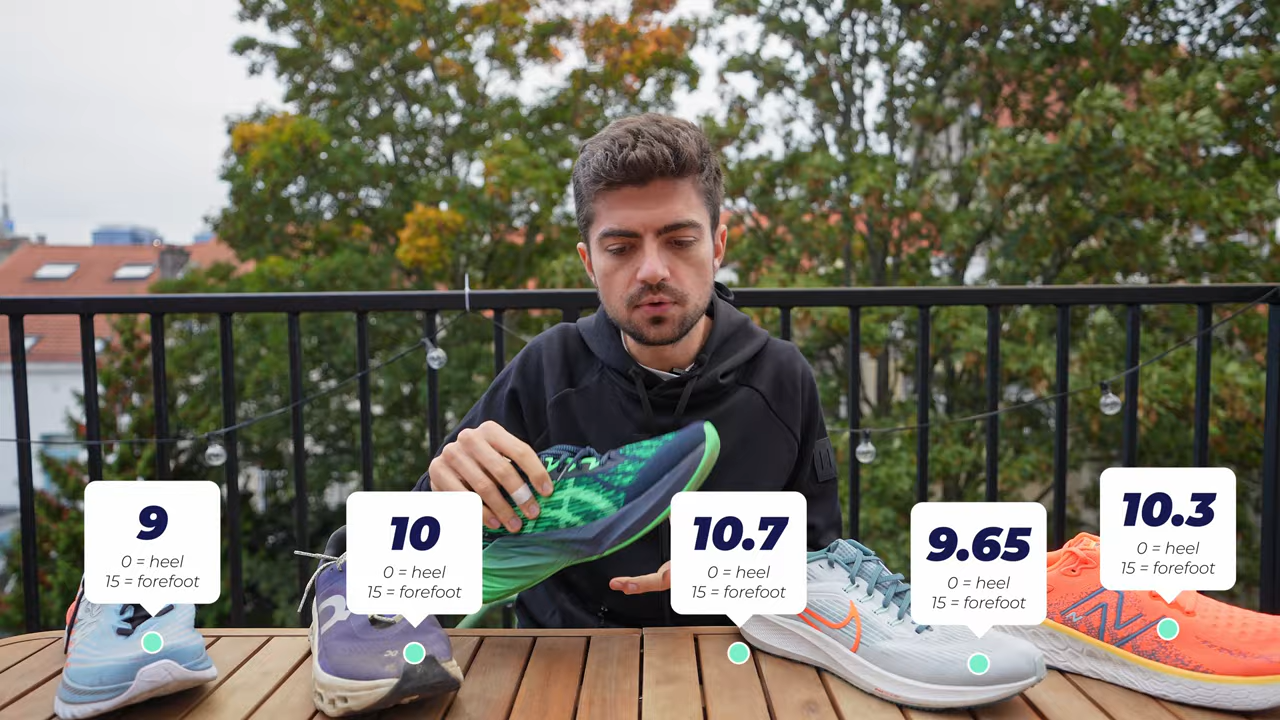 9
0 = heel
15 = forefoot
10
0 = heel
15 = forefoot
10.7
0 = heel
15 = forefoot
9.65
0 = heel
15 = forefoot
10.3
0 = heel
15 = forefoot